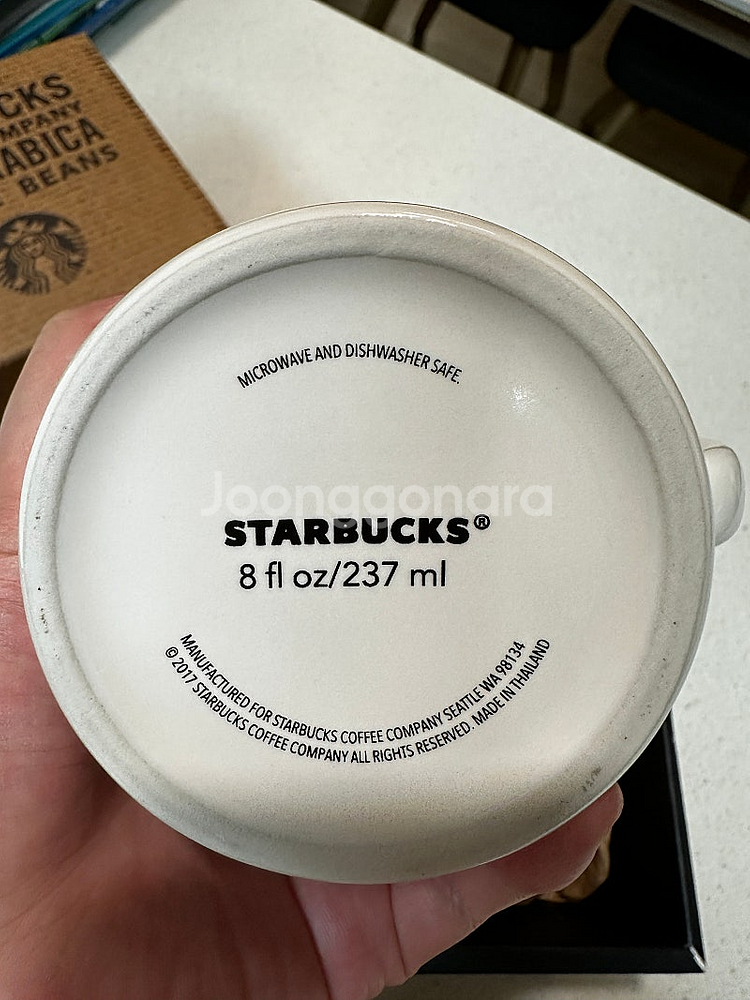 CKS
MPANY
ABICA
BEANS
MICROWAVE AND DISHWASHER SAFE.
Joonggonara
STARBUCKS®
8 fl oz/237 ml
MANUFACTURED FOR STARBUCKS COFFEE COMPANY SEATTLE WA 98134
© 2017 STARBUCKS COFFEE COMPANY ALL RIGHTS RESERVED. MADE IN THAILAND